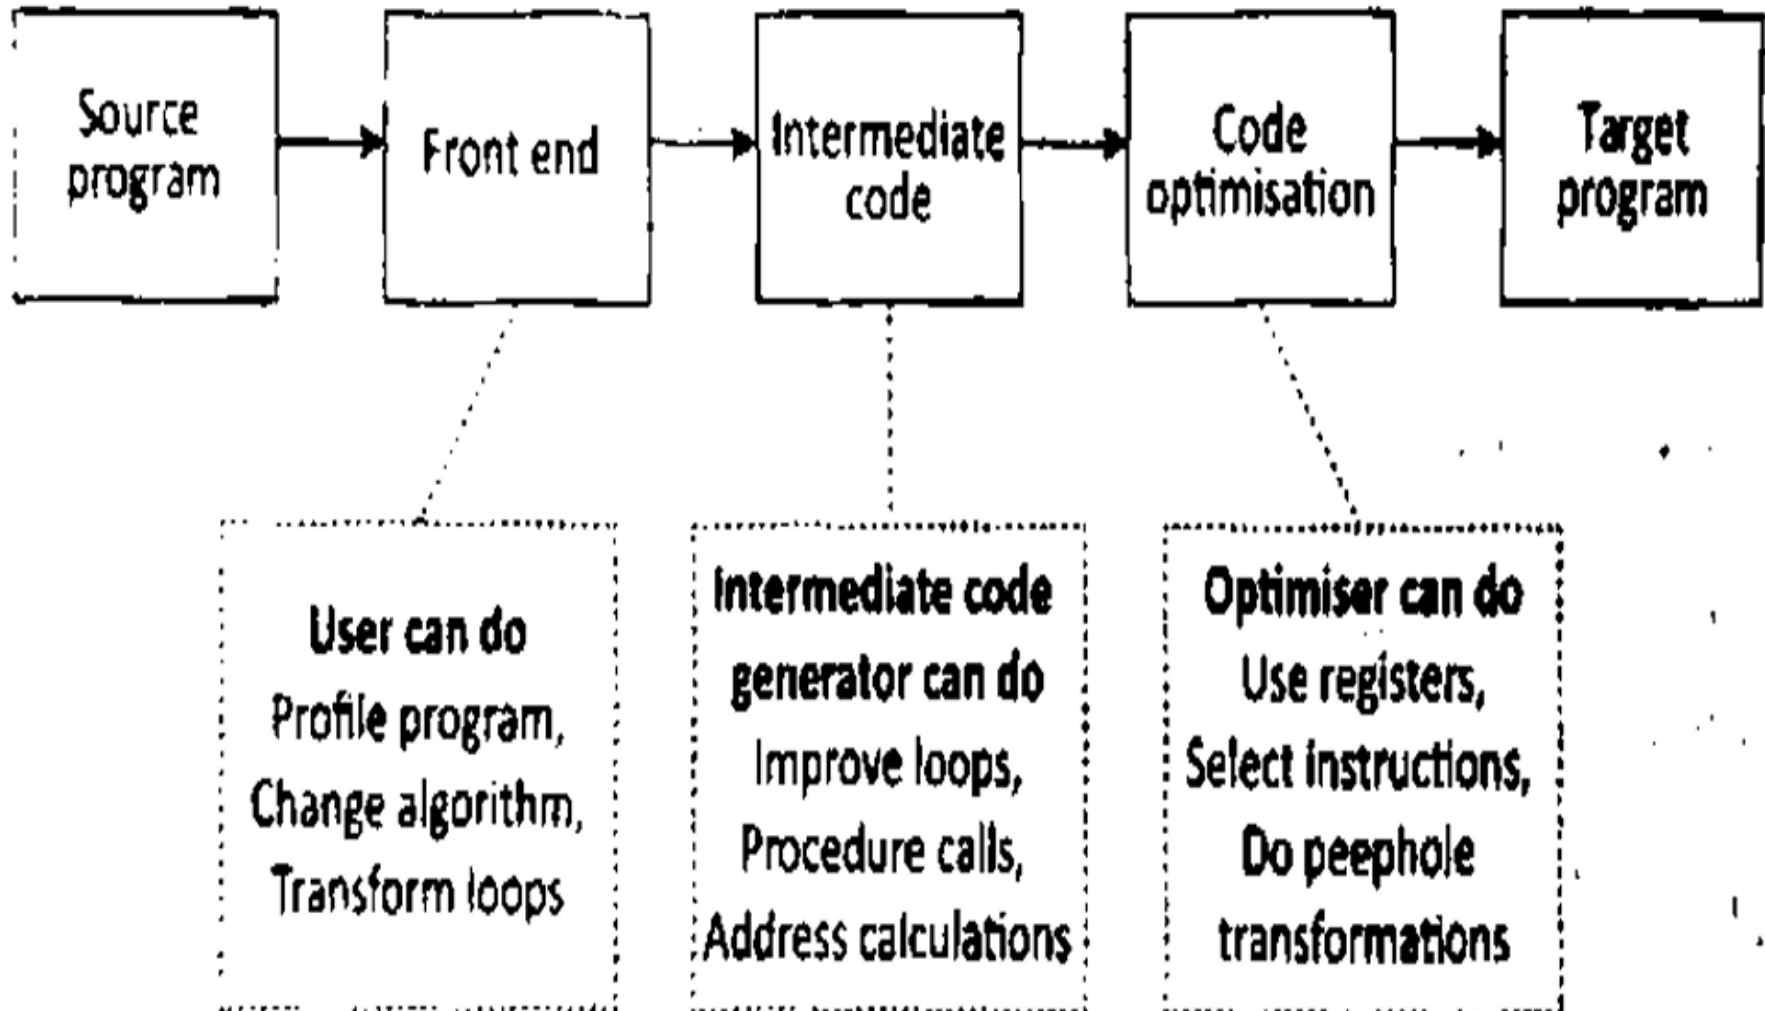 Source
program
Front end
Intermediate
code
Code
optimisation
Target
program
User can do
Profile program,
Change algorithm,
Transform loops
Intermediate code
generator can do
Improve loops,
Procedure calls,
Address calculations
Optimiser can do
Use registers,
Select instructions,
Do peephole
transformations